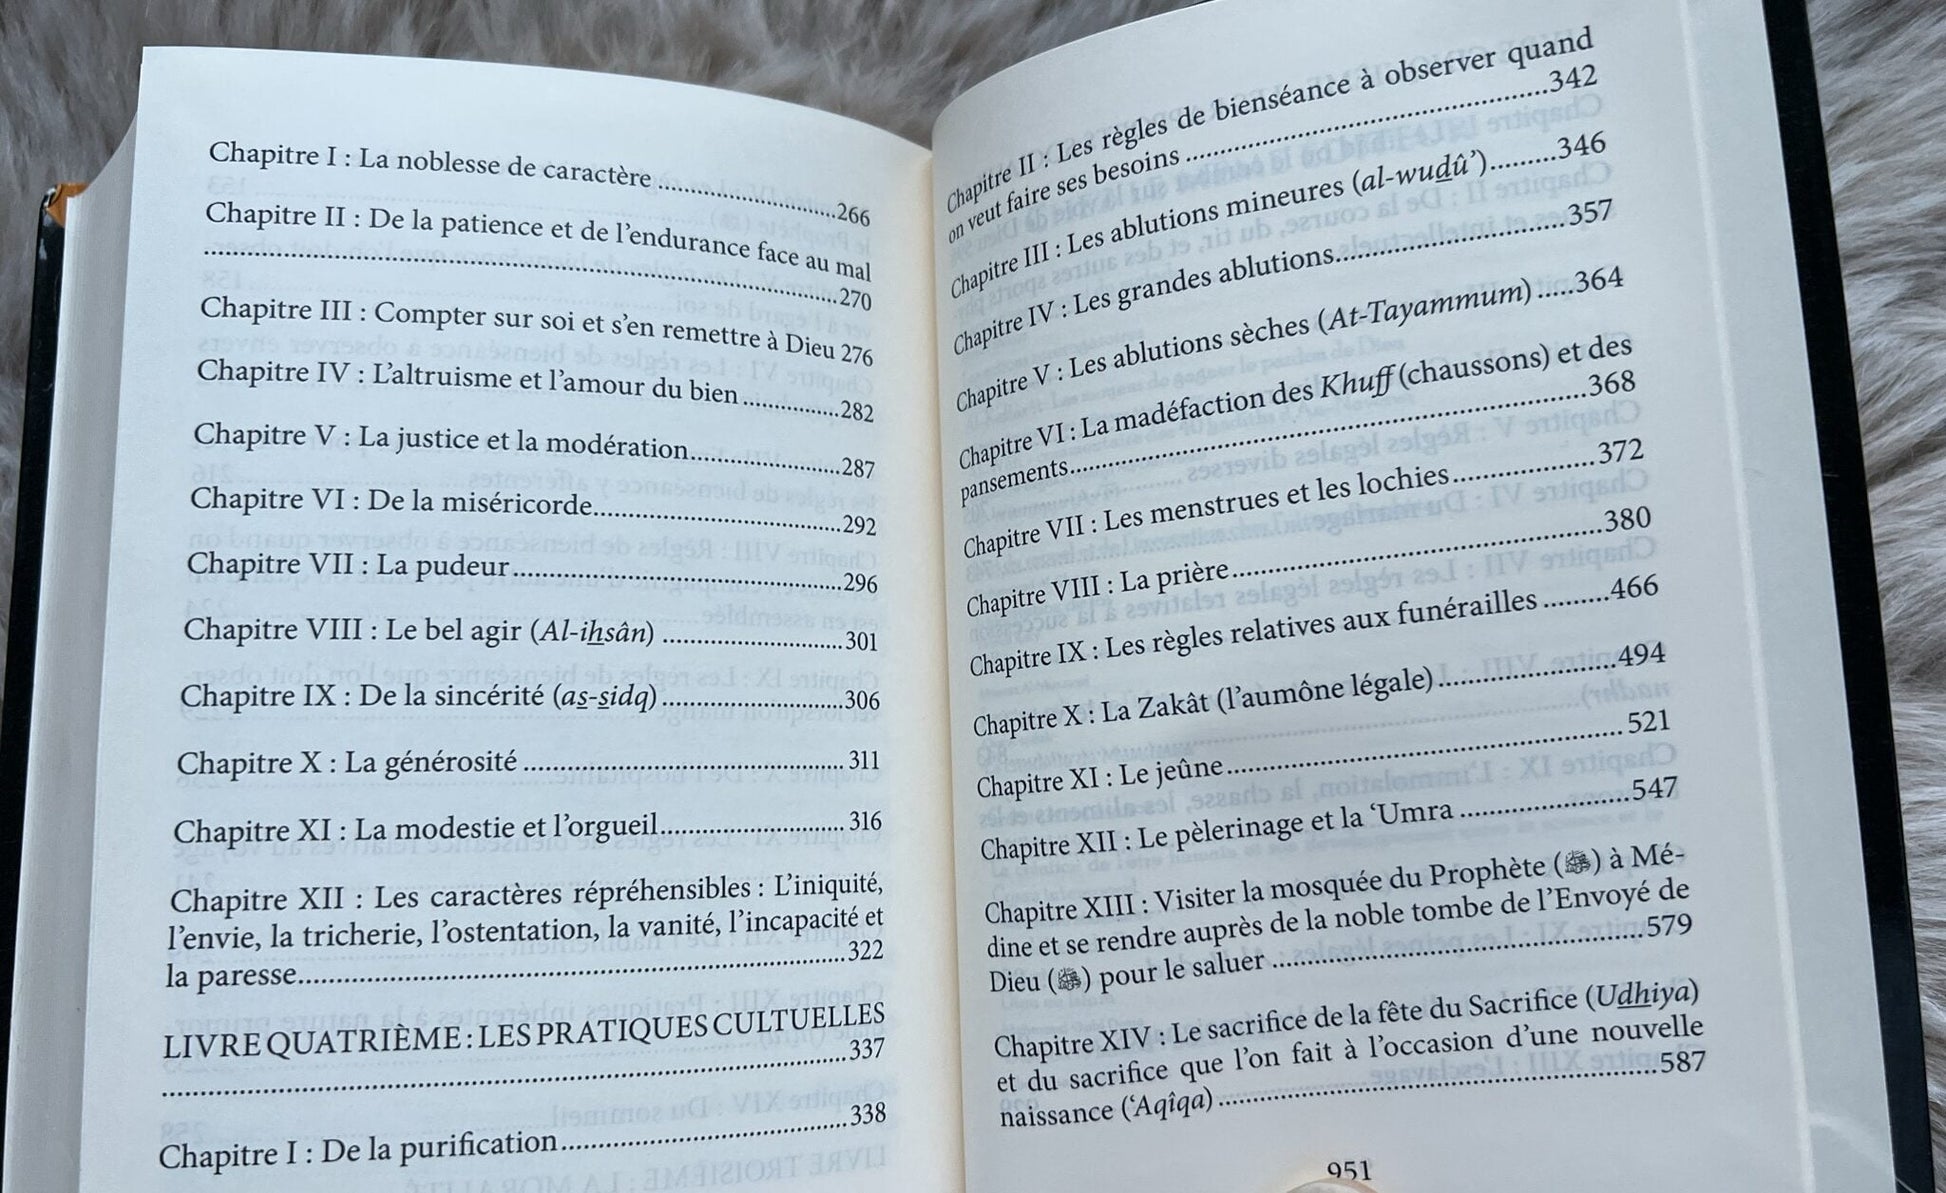 Chapitre I : La noblesse de caractère ........................266
Chapitre II : De la patience et de l'endurance face au mal
........................270
Chapitre III : Compter sur soi et s'en remettre à Dieu 276
Chapitre IV : L'altruisme et l'amour du bien ...............282
Chapitre V : La justice et la modération.....................287
Chapitre VI : De la miséricorde...................................292
Chapitre VII : La pudeur..............................................296
Chapitre VIII : Le bel agir (Al-ihsân) .........................301
Chapitre IX : De la sincérité (as-sidq) .........................306
Chapitre X : La générosité ............................................ 311
Chapitre XI : La modestie et l'orgueil.......................... 316
Chapitre XII : Les caractères répréhensibles : L'iniquité,
l'envie, la tricherie, l'ostentation, la vanité, l'incapacité et
la paresse........................322
LIVRE QUATRIÈME : LES PRATIQUES CULTUELLES
........................337
Chapitre I : De la purification........................338
Chapitre II : Les règles de bienséance à observer quand
on veut faire ses besoins ........................342
Chapitre III : Les ablutions mineures (al-wudû’).........346
Chapitre IV : Les grandes ablutions........................357
Chapitre V : Les ablutions sèches (At-Tayammum) .....364
Chapitre VI : La madéfaction des Khuff (chaussons) et des
pansements........................368
Chapitre VII : Les menstrues et les lochies..................372
Chapitre VIII : La prière........................380
Chapitre IX : Les règles relatives aux funérailles .........466
Chapitre X : La Zakât (l'aumône légale)......................494
Chapitre XI : Le jeûne........................521
Chapitre XII : Le pèlerinage et la ‘Umra ......................547
Chapitre XIII : Visiter la mosquée du Prophète (ﷺ) à Mé-
dine et se rendre auprès de la noble tombe de l'Envoyé de
Dieu (ﷺ) pour le saluer ........................579
Chapitre XIV : Le sacrifice de la fête du Sacrifice (Udhiya)
et du sacrifice que l'on fait à l'occasion d'une nouvelle
naissance (‘Aqîqa)........................587
951